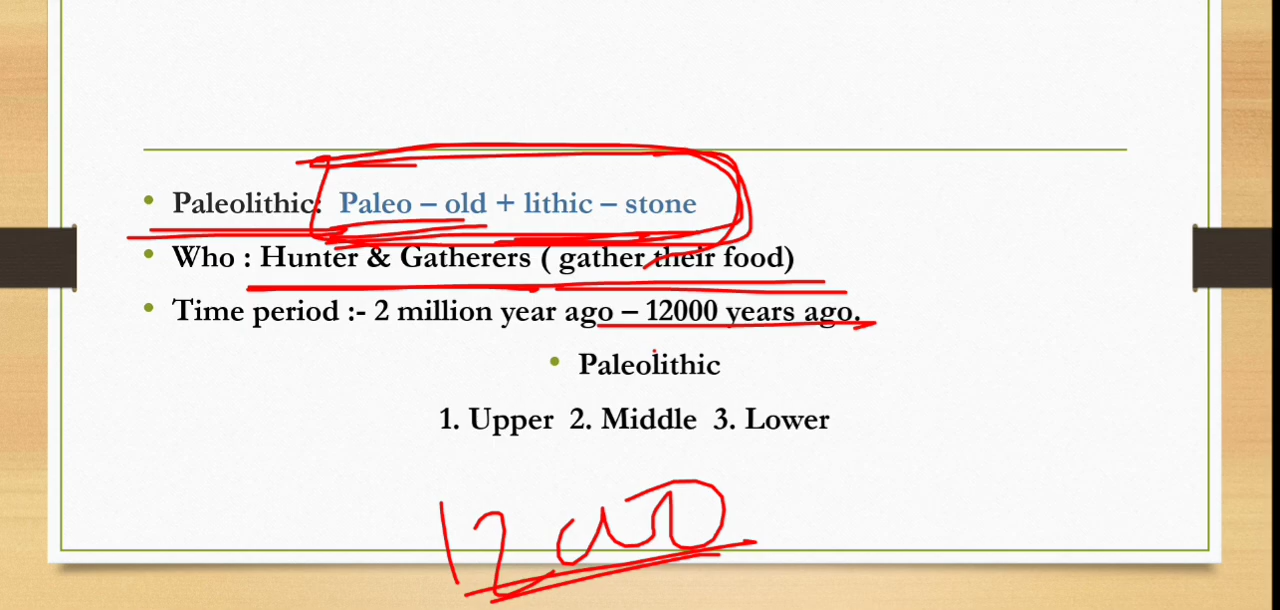 Paleolithic: Paleo – old + lithic – stone
Who : Hunter & Gatherers ( gather their food)
Time period :- 2 million year ago – 12000 years ago.
Paleolithic
1. Upper 2. Middle 3. Lower
12000